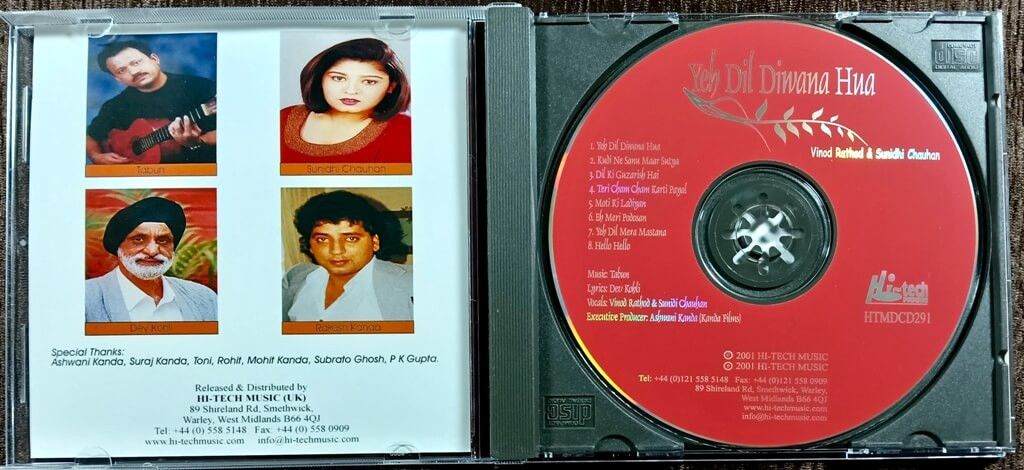 Tabun
Sunidhi Chauhan
Dev Kohli
Rakesh Kanda
Special Thanks:
Ashwani Kanda, Suraj Kanda, Toni, Rohit, Mohit Kanda, Subrato Ghosh, P K Gupta.
Released & Distributed by
HI-TECH MUSIC (UK)
89 Shireland Rd, Smethwick,
Warley, West Midlands B66 4QJ
Tel: +44 (0) 558 5148 Fax: +44 (0) 558 0909
www.hi-techmusic.com info@hi-techmusic.com
COMPACT
disc
DIGITAL AUDIO
Yeh Dil Diwana Hua
Vinod Rathod & Sunidhi Chauhan
1. Yeh Dil Diwana Hua
2. Kudi Ne Sanu Maar Sutya
3. Dil Ki Guzarish Hai
4. Teri Cham Cham Karti Payal
5. Moti Ki Ladiyan
6. Eh Meri Podosan
7. Yeh Dil Mera Mastana
8. Hello Hello
Music: Tabun
Lyrics: Dev Kohli
Vocals: Vinod Rathod & Sunidi Chauhan
Executive Producer: Ashwani Kanda (Kanda Films)
Hi-tech
HTMDCD291
℗ 2001 HI-TECH MUSIC
© 2001 HI-TECH MUSIC
Tel: +44 (0)121 558 5148 Fax: +44 (0)121 558 0909
89 Shireland Rd, Smethwick, Warley,
West Midlands B66 4QJ
www.hi-techmusic.com
info@hi-techmusic.com
disc